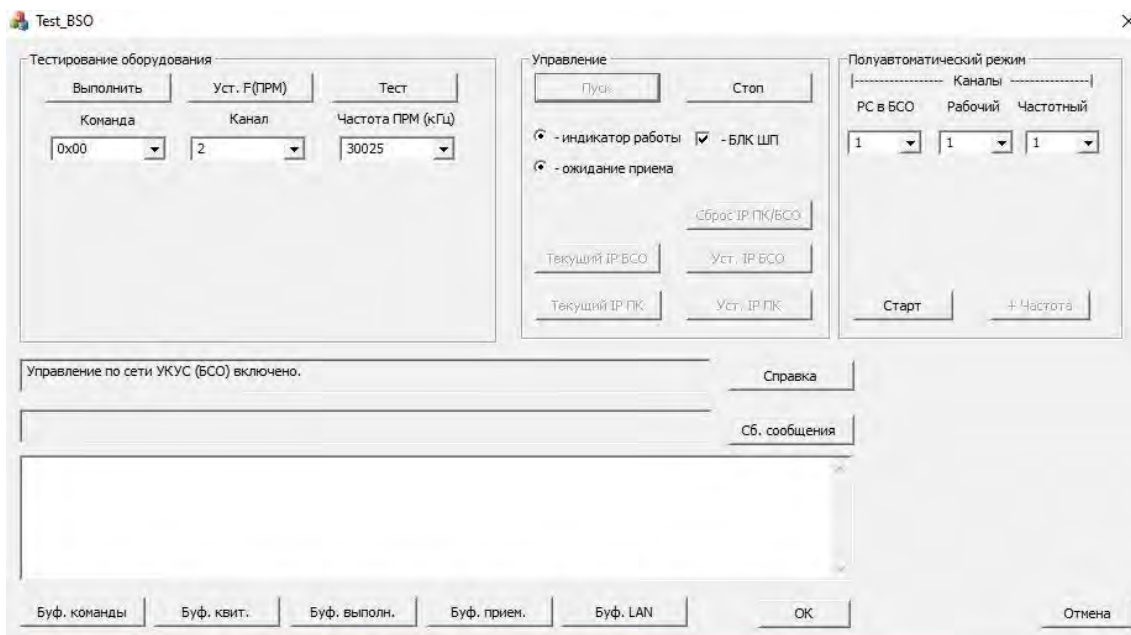 Test_BSO
Тестирование оборудования
Выполнить Уст. F(ПРМ) Тест
Команда Канал Частота ПРМ (кГц)
0x00 2 30025
Управление
Пуск Стоп
- индикатор работы - БЛК ШП
- ожидание приема
Сброс IP ПК/БСО
Текущий IP БСО Уст. IP БСО
Текущий IP ПК Уст. IP ПК
Полуавтоматический режим
|----------------- Каналы ---------------|
РС в БСО Рабочий Частотный
1 1 1
Старт + Частота
Управление по сети УКУС (БСО) включено.
Справка
Сб. сообщения
Буф. команды Буф. квит. Буф. выполн. Буф. прием. Буф. LAN OK Отмена